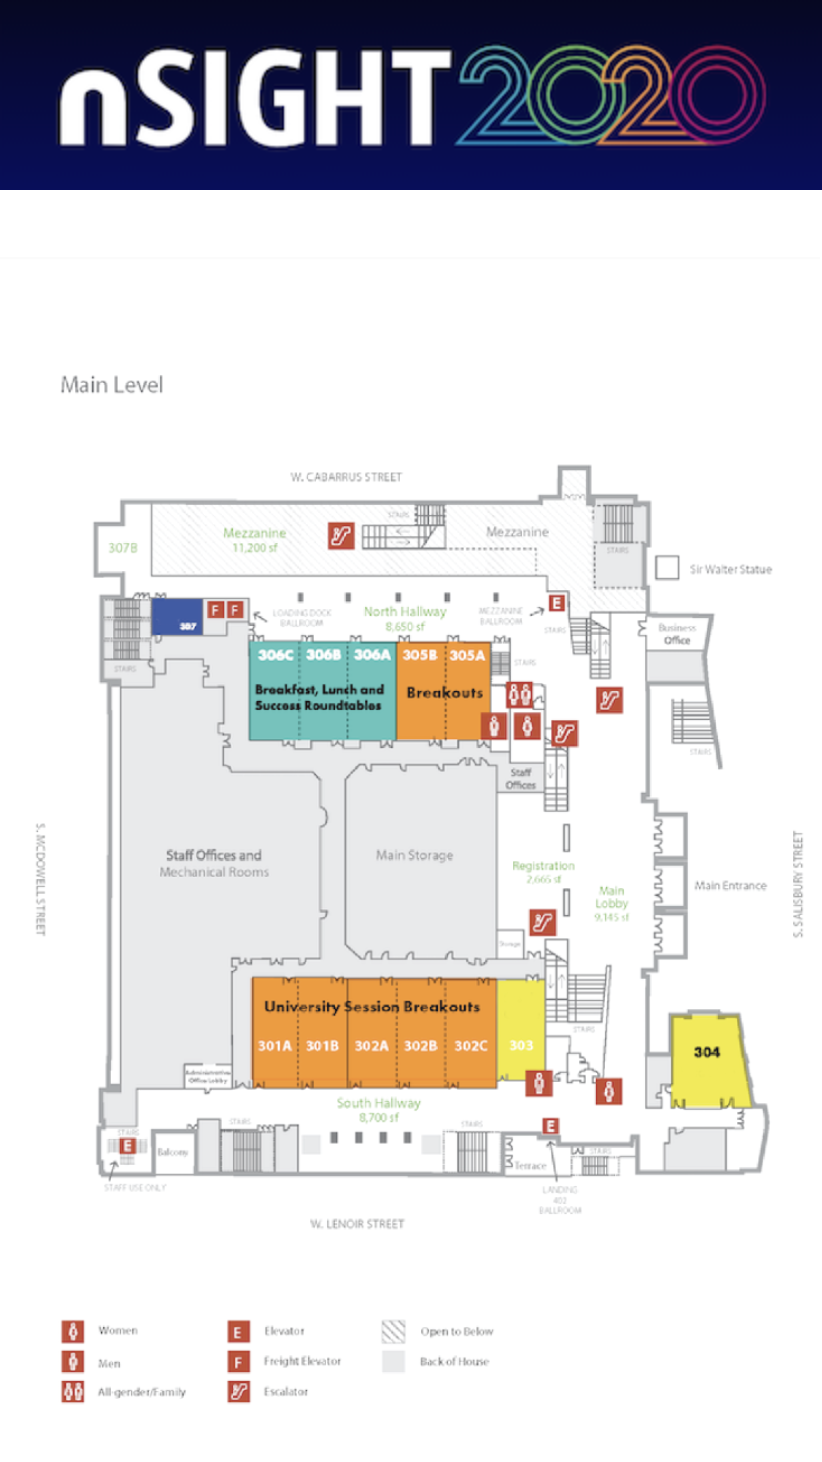 nSIGHT2020
Main Level
W. CABARRUS STREET
STAIRS
Mezzanine
11,200 sf
Mezzanine
307B
STAIRS
Sir Walter Statue
F F
E
307
LOADING DOCK
BALLROOM
North Hallway
8,650 sf
MEZZANINE
BALLROOM
STAIRS
Business
Office
306C 306B 306A 305B 305A
STAIRS
STAIRS
Breakfast, Lunch and
Success Roundtables
Breakouts
STAIRS
Staff
Offices
S. MCDOWELL STREET
Staff Offices and
Mechanical Rooms
Main Storage
Registration
2,665 sf
Main
Lobby
9,145 sf
Main Entrance
S. SALISBURY STREET
Storage
University Session Breakouts
301A 301B 302A 302B 302C 303
STAIRS
304
Administrative
Office Lobby
South Hallway
8,700 sf
STAIRS
STAIRS
STAIRS
E
E
Balcony
Terrace
STAIRS
STAFF USE ONLY
LANDING
402
BALLROOM
W. LENOIR STREET
Women
E Elevator
Open to Below
Men
F Freight Elevator
Back of House
All-gender/Family
Escalator